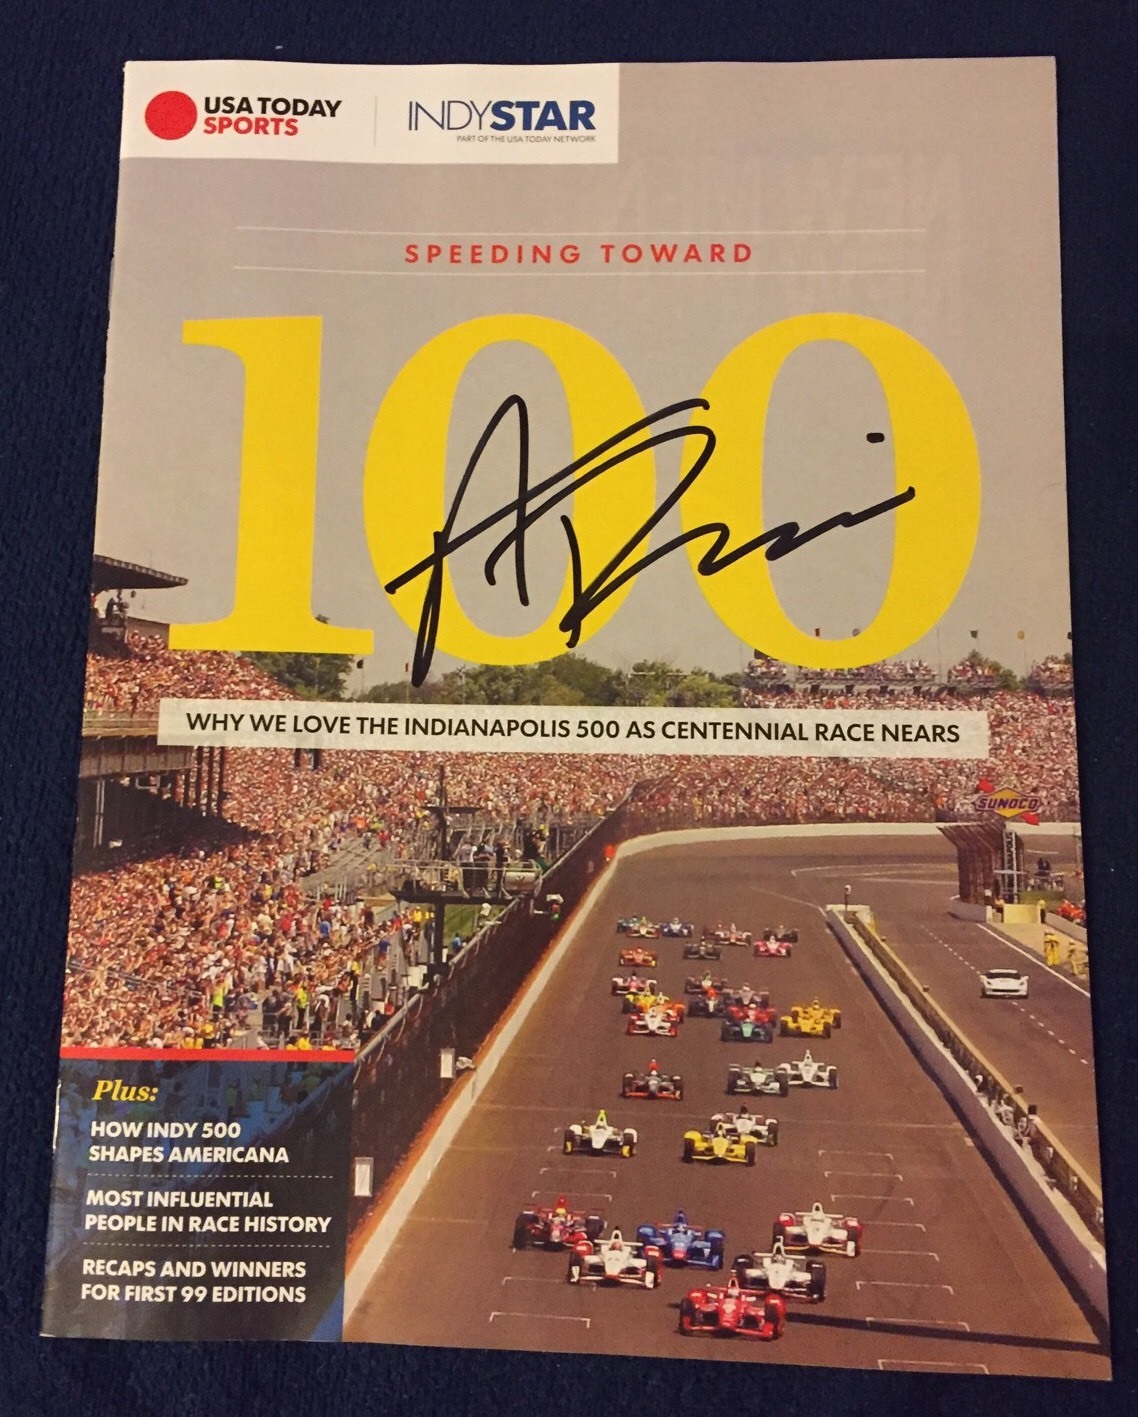 USA TODAY
SPORTS
INDYSTAR
PART OF THE USA TODAY NETWORK
SPEEDING TOWARD
100
WHY WE LOVE THE INDIANAPOLIS 500 AS CENTENNIAL RACE NEARS
SUNOCO
Plus:
HOW INDY 500
SHAPES AMERICANA
MOST INFLUENTIAL
PEOPLE IN RACE HISTORY
RECAPS AND WINNERS
FOR FIRST 99 EDITIONS